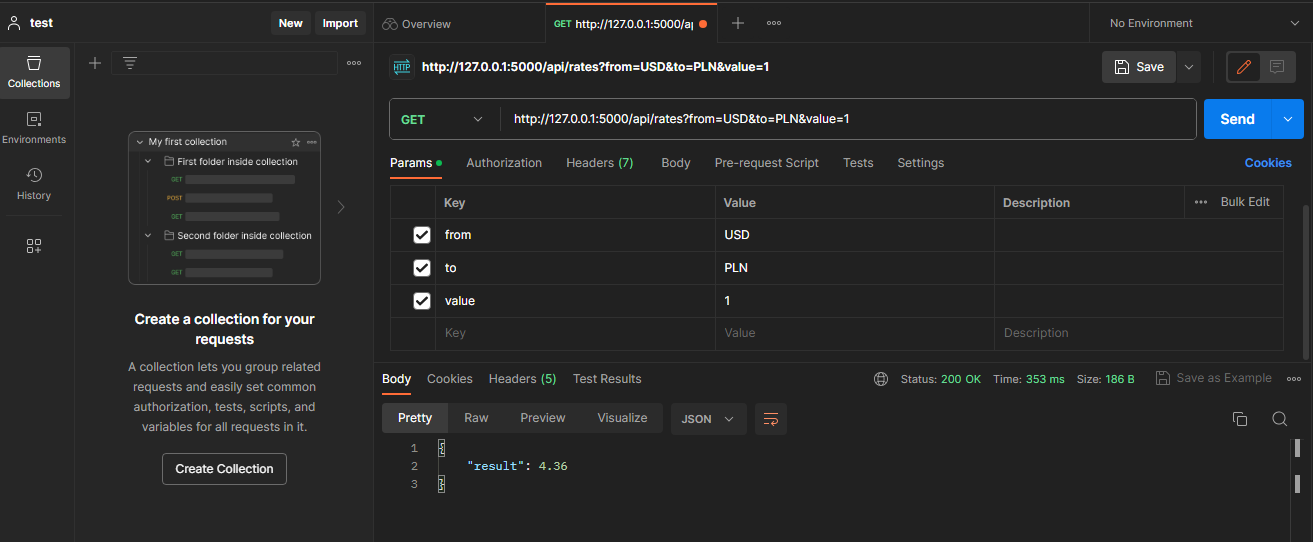 test
New
Import
Overview
GET http://127.0.0.1:5000/ap
No Environment
Collections
Environments
History
My first collection
First folder inside collection
GET
POST
GET
Second folder inside collection
GET
GET
Create a collection for your
requests
A collection lets you group related
requests and easily set common
authorization, tests, scripts, and
variables for all requests in it.
Create Collection
HTTP http://127.0.0.1:5000/api/rates?from=USD&to=PLN&value=1
Save
GET http://127.0.0.1:5000/api/rates?from=USD&to=PLN&value=1
Send
Params Authorization Headers (7) Body Pre-request Script Tests Settings Cookies
Key Value Description Bulk Edit
from USD
to PLN
value 1
Key Value Description
Body Cookies Headers (5) Test Results Status: 200 OK Time: 353 ms Size: 186 B Save as Example
Pretty Raw Preview Visualize JSON
1 {
2 "result": 4.36
3 }